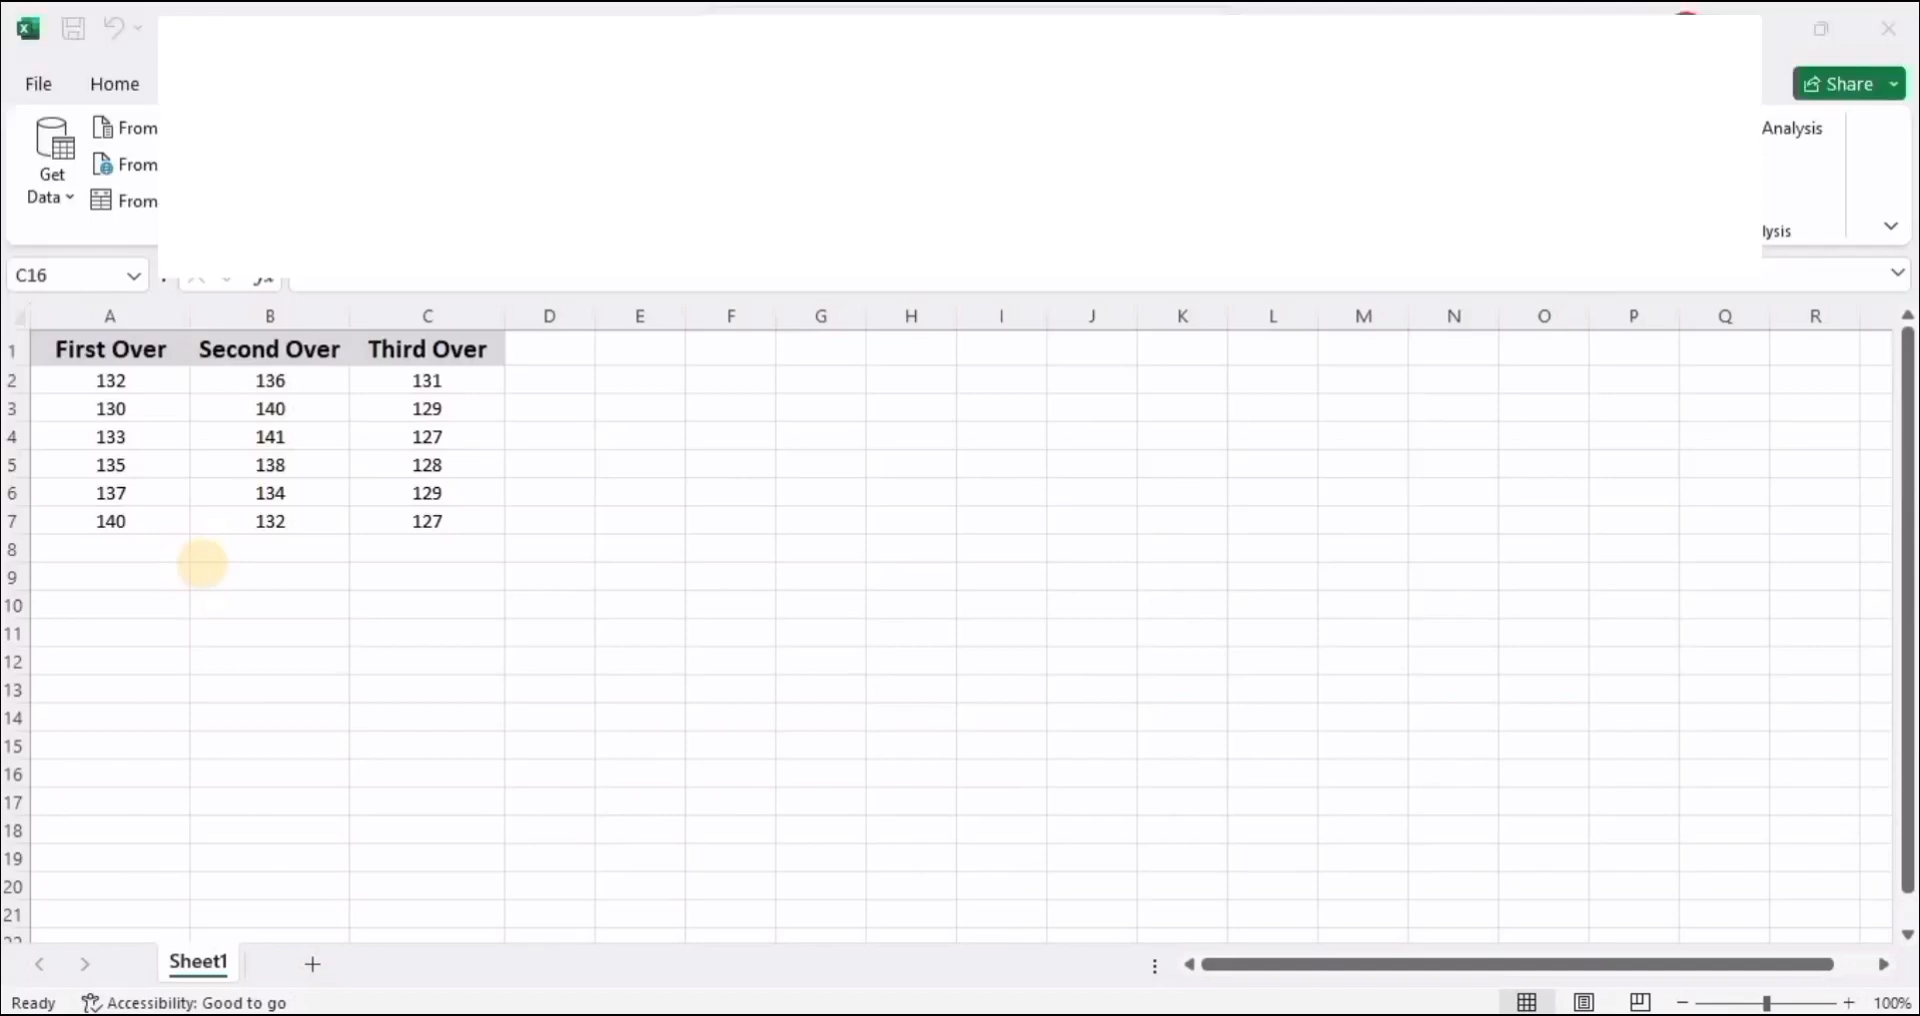 File Home Share
Get Data
From
From
From
Analysis
lysis
C16
A B C D E F G H I J K L M N O P Q R
1 First Over Second Over Third Over
2 132 136 131
3 130 140 129
4 133 141 127
5 135 138 128
6 137 134 129
7 140 132 127
8
9
10
11
12
13
14
15
16
17
18
19
20
21
Sheet1
Ready Accessibility: Good to go 100%